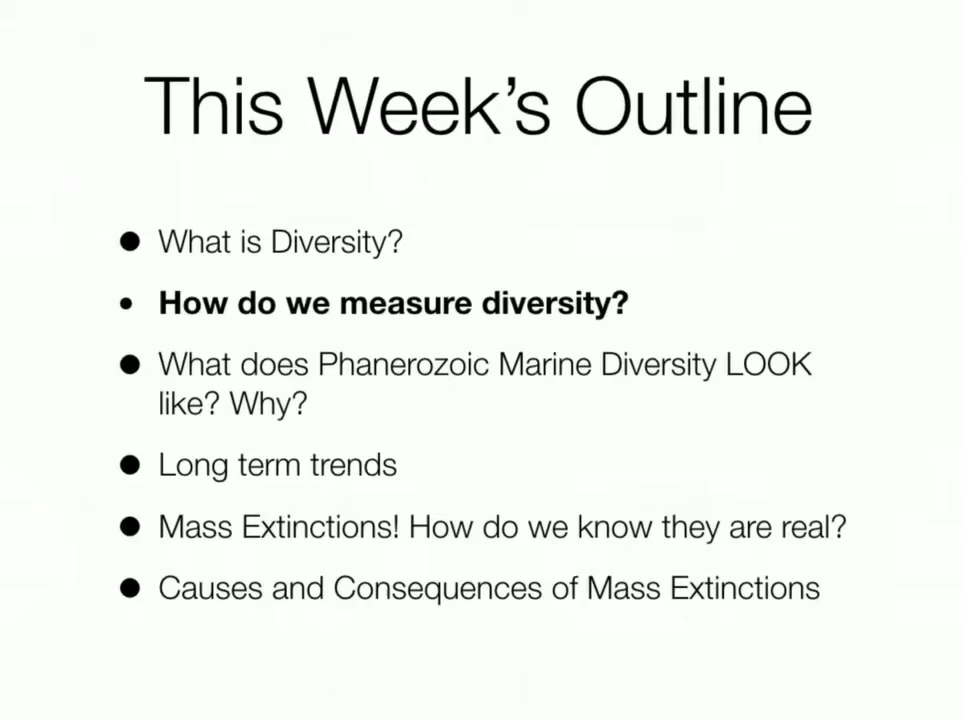 This Week’s Outline
• What is Diversity?
• How do we measure diversity?
• What does Phanerozoic Marine Diversity LOOK
like? Why?
• Long term trends
• Mass Extinctions! How do we know they are real?
• Causes and Consequences of Mass Extinctions